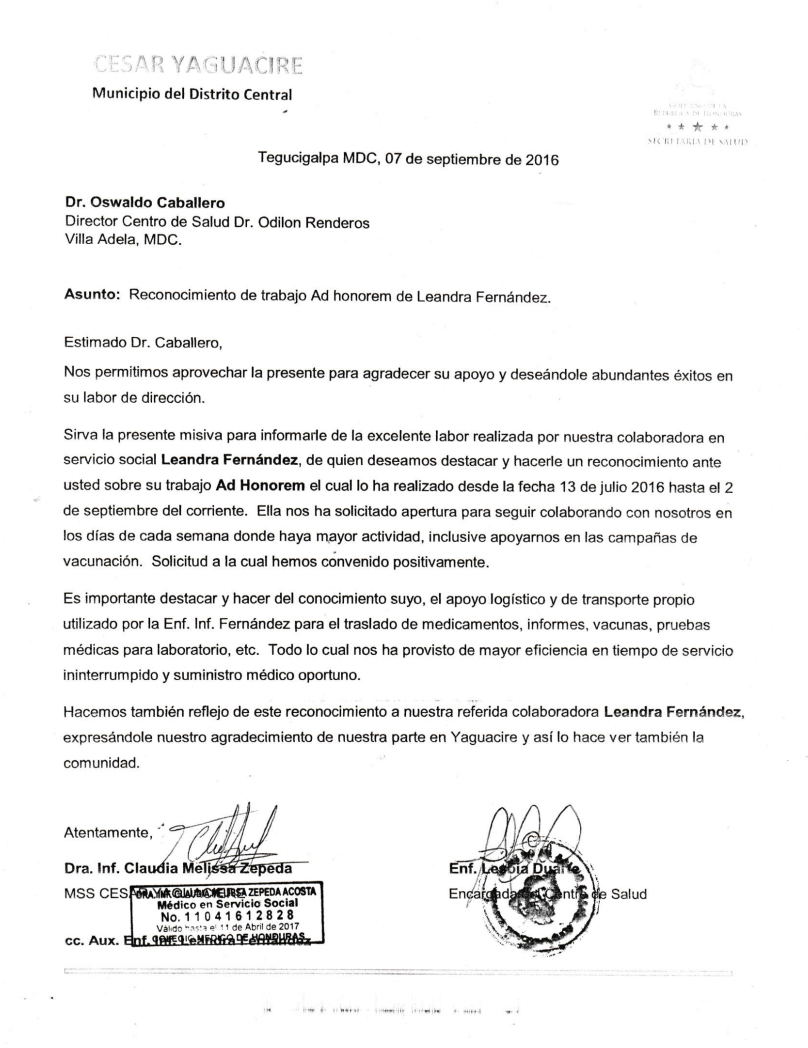 CESAR YAGUACIRE
Municipio del Distrito Central
REPÚBLICA DE HONDURAS
SECRETARÍA DE SALUD
Tegucigalpa MDC, 07 de septiembre de 2016
Dr. Oswaldo Caballero
Director Centro de Salud Dr. Odilon Renderos
Villa Adela, MDC.
Asunto: Reconocimiento de trabajo Ad honorem de Leandra Fernández.
Estimado Dr. Caballero,
Nos permitimos aprovechar la presente para agradecer su apoyo y deseándole abundantes éxitos en
su labor de dirección.
Sirva la presente misiva para informarle de la excelente labor realizada por nuestra colaboradora en
servicio social Leandra Fernández, de quien deseamos destacar y hacerle un reconocimiento ante
usted sobre su trabajo Ad Honorem el cual lo ha realizado desde la fecha 13 de julio 2016 hasta el 2
de septiembre del corriente. Ella nos ha solicitado apertura para seguir colaborando con nosotros en
los días de cada semana donde haya mayor actividad, inclusive apoyarnos en las campañas de
vacunación. Solicitud a la cual hemos convenido positivamente.
Es importante destacar y hacer del conocimiento suyo, el apoyo logístico y de transporte propio
utilizado por la Enf. Inf. Fernández para el traslado de medicamentos, informes, vacunas, pruebas
médicas para laboratorio, etc. Todo lo cual nos ha provisto de mayor eficiencia en tiempo de servicio
ininterrumpido y suministro médico oportuno.
Hacemos también reflejo de este reconocimiento a nuestra referida colaboradora Leandra Fernández,
expresándole nuestro agradecimiento de nuestra parte en Yaguacire y así lo hace ver también la
comunidad.
Atentamente,
Dra. Inf. Claudia Melissa Zepeda
Enf. Lesbia Duarte
MSS
Encargada Centro de Salud
ZEPEDA ACOSTA
Médico en Servicio Social
No. 11041612828
Válido hasta el 11 de Abril de 2017
COLEGIO MEDICO DE HONDURAS
cc. Aux. Enf.